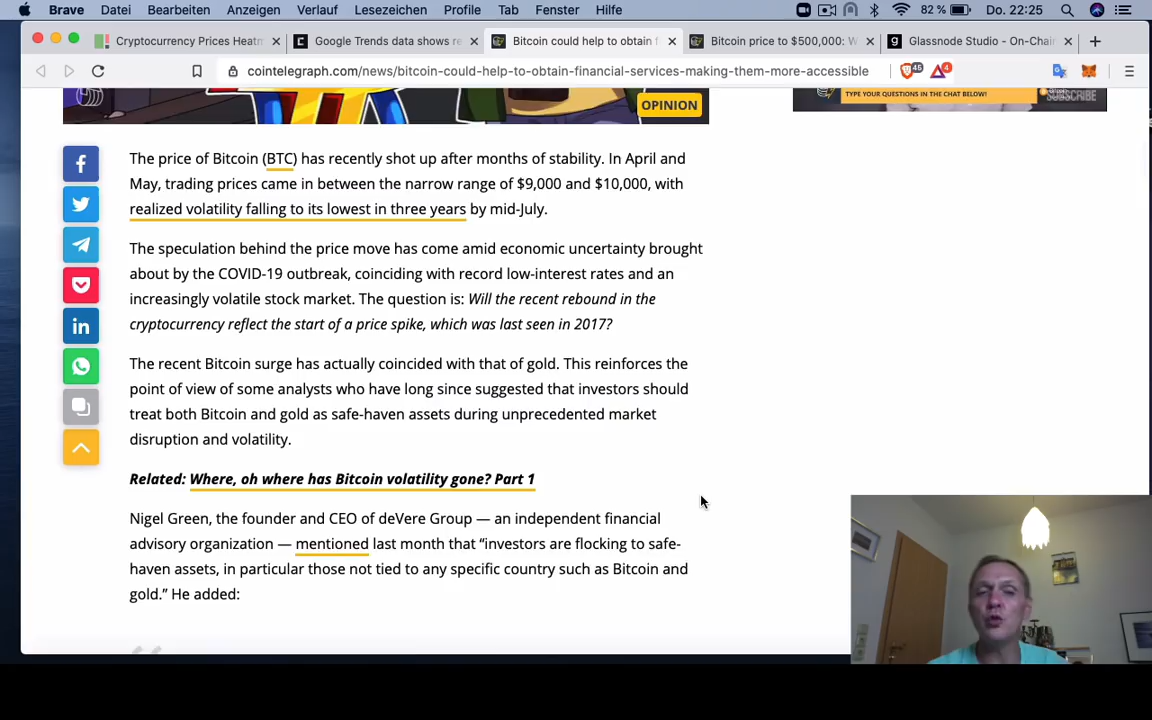 Brave Datei Bearbeiten Anzeigen Verlauf Lesezeichen Profile Tab Fenster Hilfe 82 % Do. 22:25
Cryptocurrency Prices Heatm Google Trends data shows re Bitcoin could help to obtain f Bitcoin price to $500,000: W Glassnode Studio - On-Chain
cointelegraph.com/news/bitcoin-could-help-to-obtain-financial-services-making-them-more-accessible 45 4
OPINION
TYPE YOUR QUESTIONS IN THE CHAT BELOW!
SUBSCRIBE
The price of Bitcoin (BTC) has recently shot up after months of stability. In April and
May, trading prices came in between the narrow range of $9,000 and $10,000, with
realized volatility falling to its lowest in three years by mid-July.
The speculation behind the price move has come amid economic uncertainty brought
about by the COVID-19 outbreak, coinciding with record low-interest rates and an
increasingly volatile stock market. The question is: Will the recent rebound in the
cryptocurrency reflect the start of a price spike, which was last seen in 2017?
The recent Bitcoin surge has actually coincided with that of gold. This reinforces the
point of view of some analysts who have long since suggested that investors should
treat both Bitcoin and gold as safe-haven assets during unprecedented market
disruption and volatility.
Related: Where, oh where has Bitcoin volatility gone? Part 1
Nigel Green, the founder and CEO of deVere Group — an independent financial
advisory organization — mentioned last month that “investors are flocking to safe-
haven assets, in particular those not tied to any specific country such as Bitcoin and
gold.” He added: